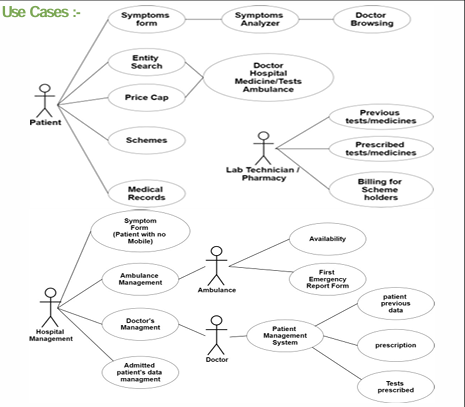 Use Cases :-
Symptoms
form
Symptoms
Analyzer
Doctor
Browsing
Entity
Search
Price Cap
Doctor
Hospital
Medicine/Tests
Ambulance
Patient
Schemes
Medical
Records
Previous
tests/medicines
Prescribed
tests/medicines
Billing for
Scheme
holders
Lab Technician /
Pharmacy
Symptom
Form
(Patient with no
Mobile)
Ambulance
Management
Ambulance
Availability
First
Emergency
Report Form
Hospital
Management
Doctor's
Managment
Doctor
Patient
Management
System
patient
previous
data
prescription
Tests
prescribed
Admitted
patient's data
managment